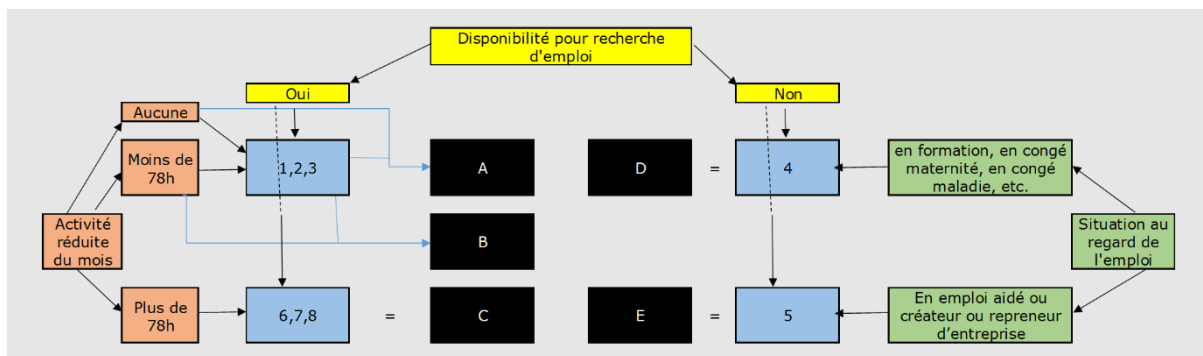 Disponibilité pour recherche
d'emploi
Oui
Non
Aucune
Moins de
78h
1,2,3
A
D
=
4
en formation, en congé
maternité, en congé
maladie, etc.
Activité
réduite
du mois
B
Situation au
regard de
l'emploi
Plus de
78h
6,7,8
=
C
E
=
5
En emploi aidé ou
créateur ou repreneur
d’entreprise